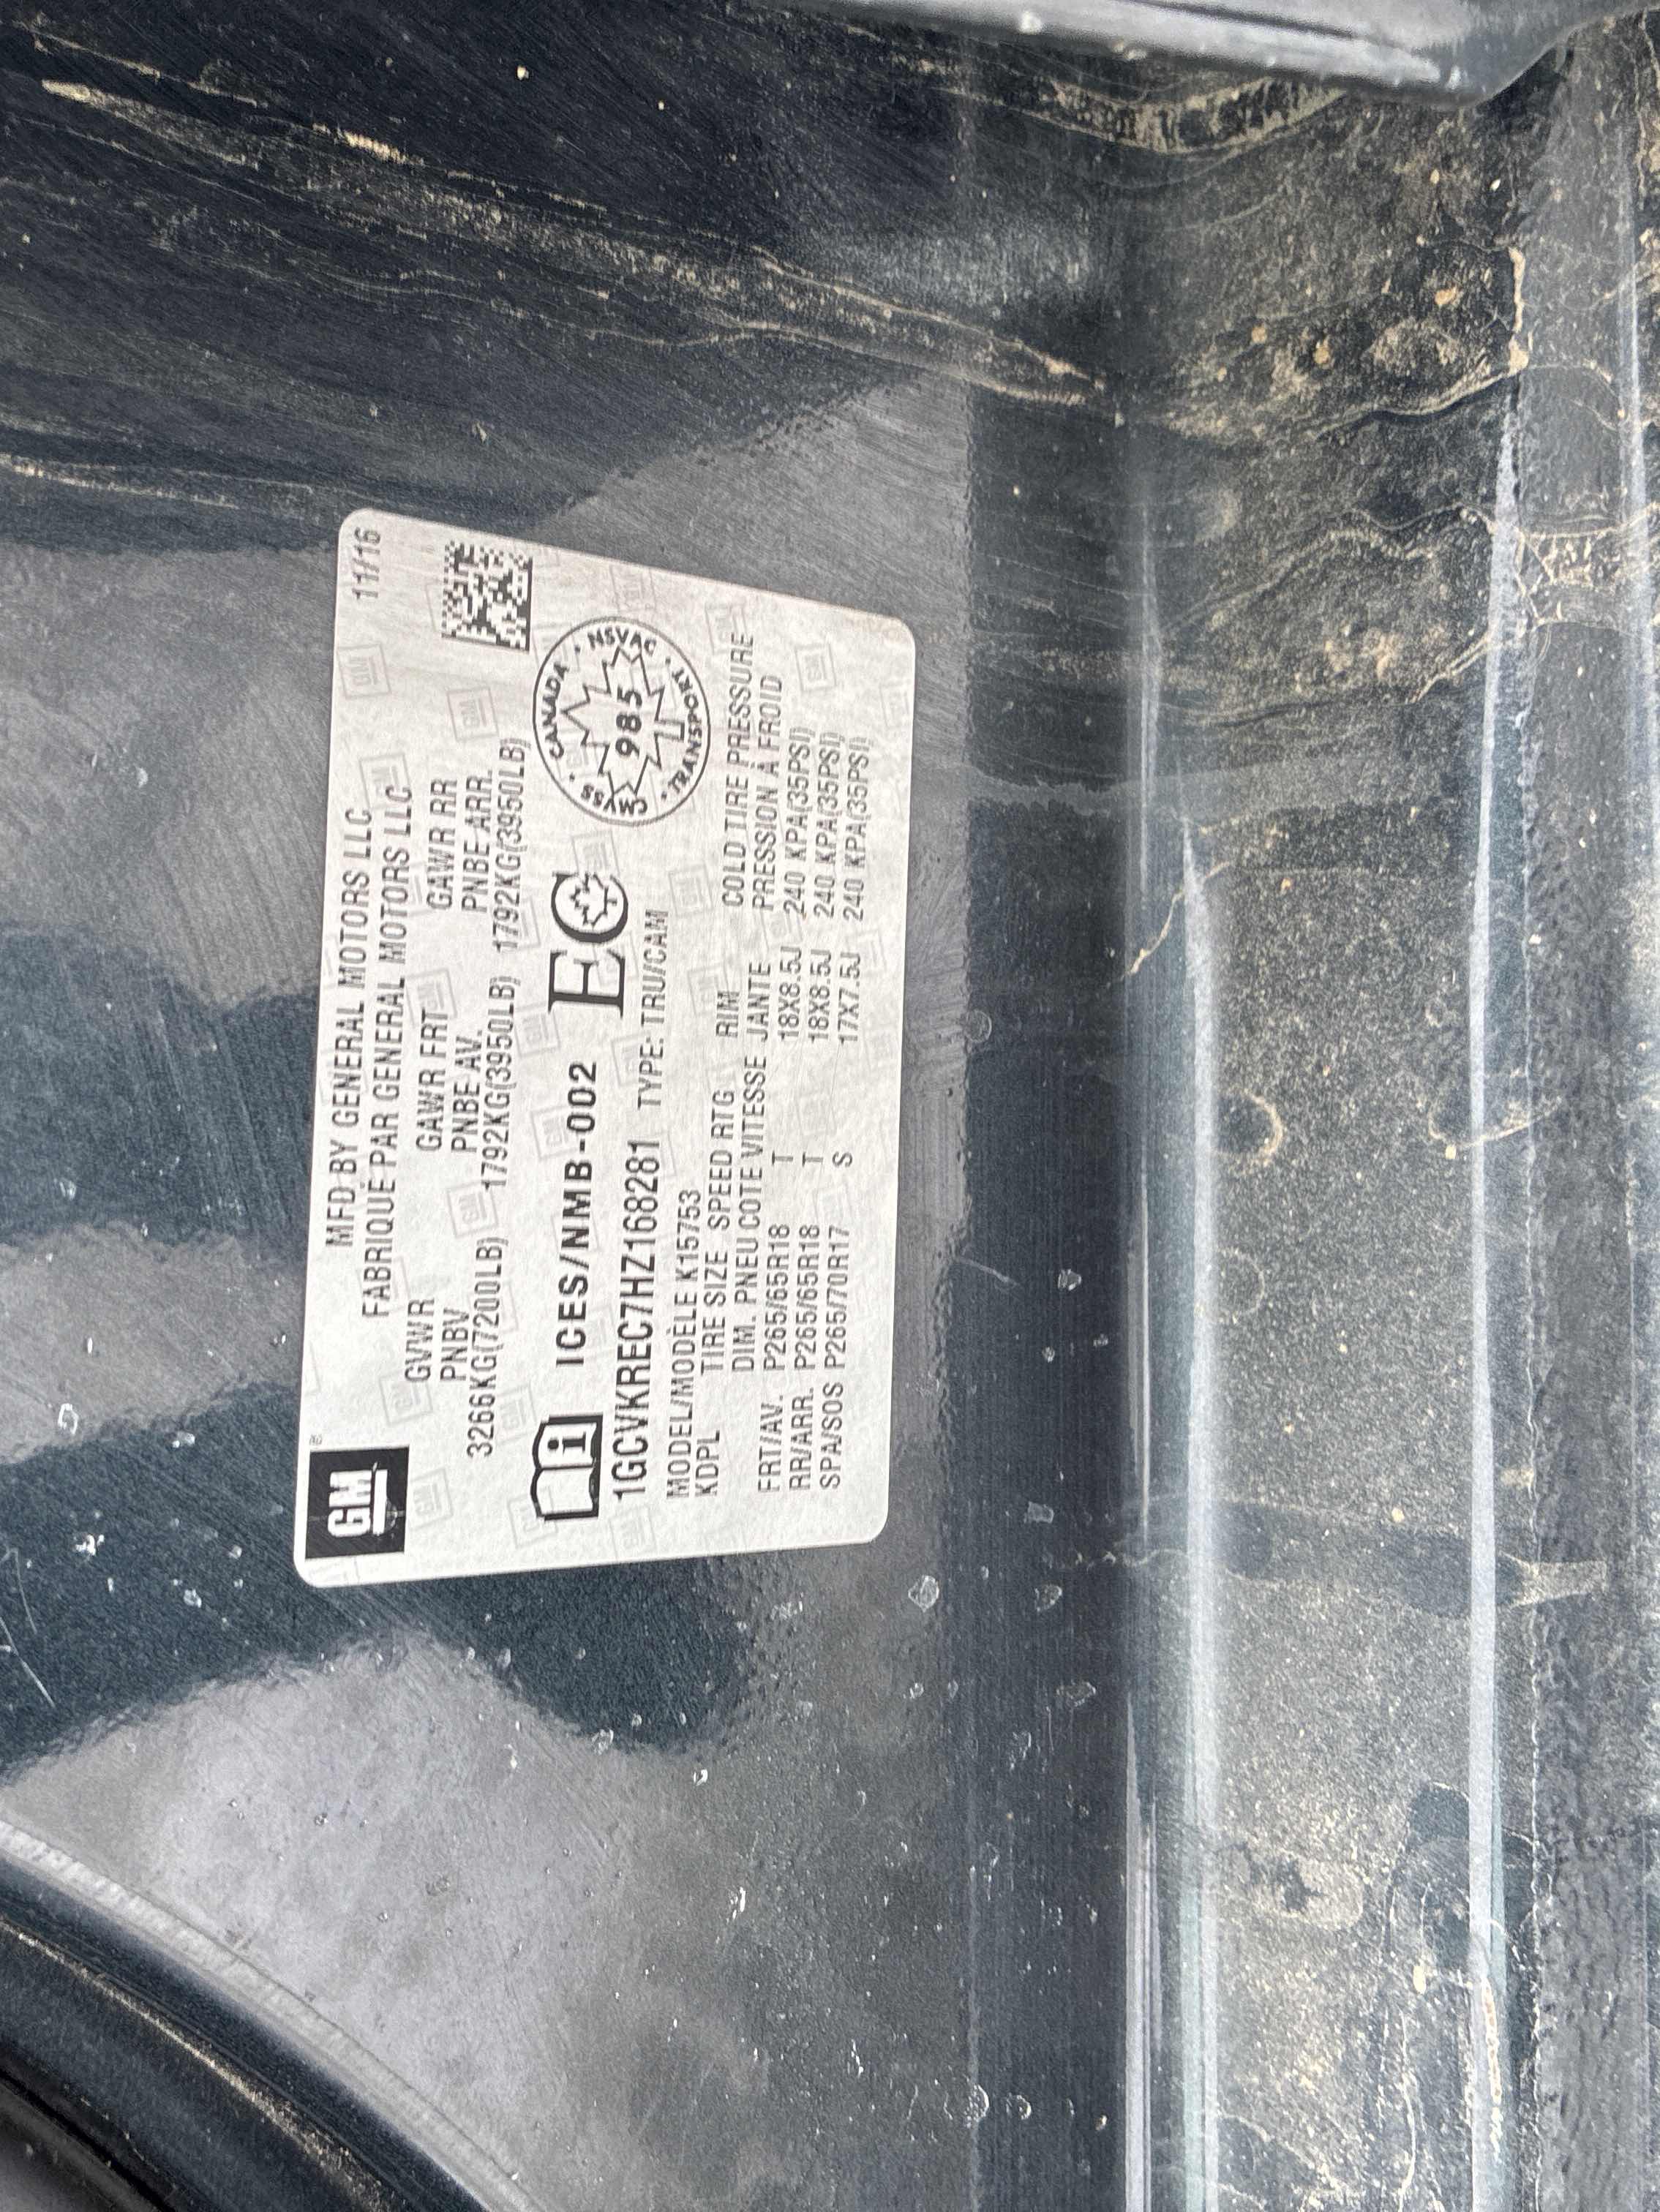 GM
®
MFD BY GENERAL MOTORS LLC 11/16
FABRIQUÉ PAR GENERAL MOTORS LLC
GVWR GAWR FRT GAWR RR
PNBV PNBE AV. PNBE ARR.
3266KG(7200LB) 1792KG(3950LB) 1792KG(3950LB)
i ICES/NMB-002 EC
CMVSS • CANADA • NSVAC • TRANSPORT •
985
1GCVKREC7HZ168281 TYPE: TRU/CAM
MODEL/MODÈLE K15753
KDPL TIRE SIZE SPEED RTG RIM COLD TIRE PRESSURE
DIM. PNEU COTE VITESSE JANTE PRESSION À FROID
FRT/AV. P265/65R18 T 18X8.5J 240 KPA(35PSI)
RR/ARR. P265/65R18 T 18X8.5J 240 KPA(35PSI)
SPA/SOS P265/70R17 S 17X7.5J 240 KPA(35PSI)